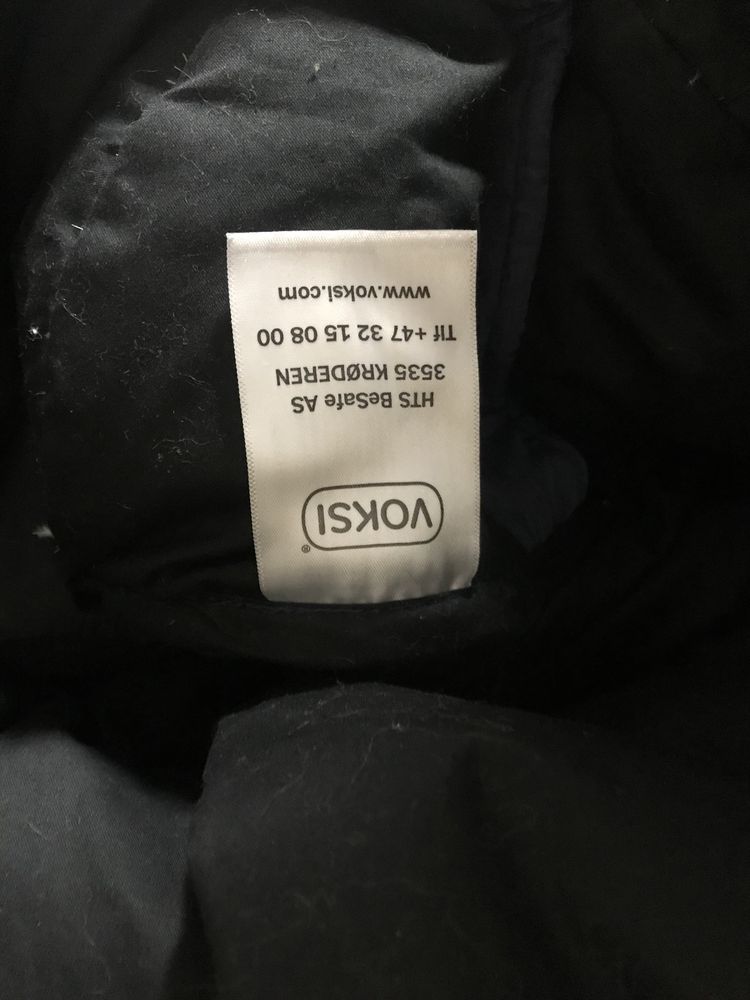 VOKSI®
HTS BeSafe AS
3535 KRØDEREN
Tlf +47 32 15 08 00
www.voksi.com